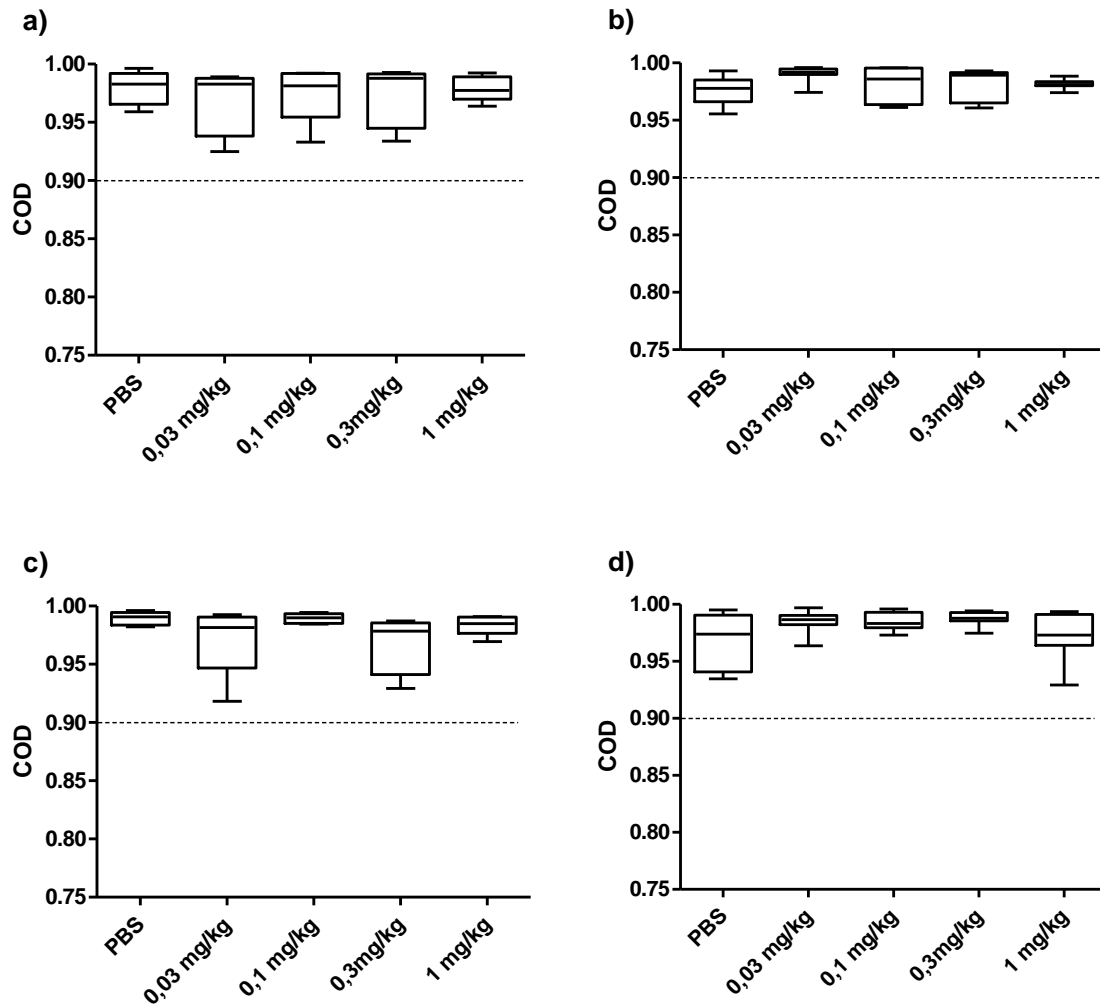 a)
COD
1.00
0.95
0.90
0.85
0.80
0.75
PBS
0,03 mg/kg
0,1 mg/kg
0,3mg/kg
1 mg/kg
b)
COD
1.00
0.95
0.90
0.85
0.80
0.75
PBS
0,03 mg/kg
0,1 mg/kg
0,3mg/kg
1 mg/kg
c)
COD
1.00
0.95
0.90
0.85
0.80
0.75
PBS
0,03 mg/kg
0,1 mg/kg
0,3mg/kg
1 mg/kg
d)
COD
1.00
0.95
0.90
0.85
0.80
0.75
PBS
0,03 mg/kg
0,1 mg/kg
0,3mg/kg
1 mg/kg